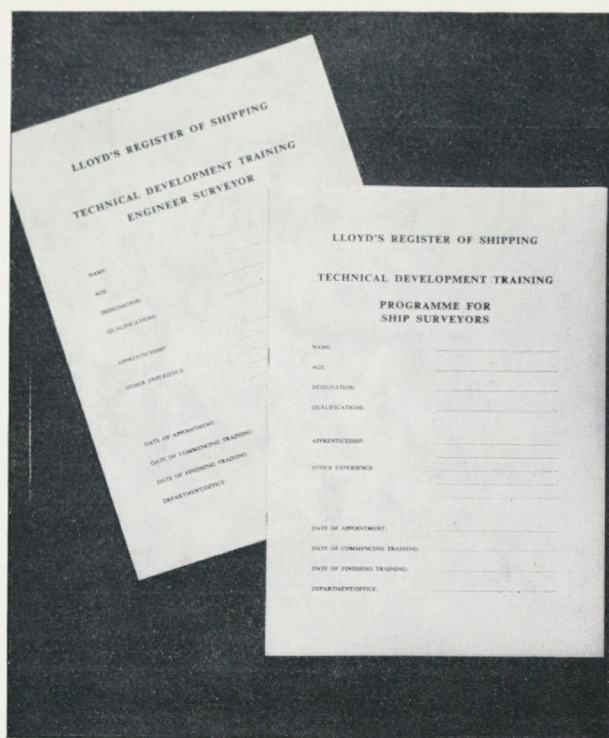 LLOYD'S REGISTER OF SHIPPING
TECHNICAL DEVELOPMENT TRAINING
ENGINEER SURVEYOR
NAME:
AGE:
DESIGNATION:
QUALIFICATIONS:
APPRENTICESHIP:
OTHER EXPERIENCE:
DATE OF APPOINTMENT:
DATE OF COMMENCING TRAINING:
DATE OF FINISHING TRAINING:
DEPARTMENT/OFFICE:
LLOYD'S REGISTER OF SHIPPING
TECHNICAL DEVELOPMENT TRAINING
PROGRAMME FOR
SHIP SURVEYORS
NAME:
AGE:
DESIGNATION:
QUALIFICATIONS:
APPRENTICESHIP:
OTHER EXPERIENCE:
DATE OF APPOINTMENT:
DATE OF COMMENCING TRAINING:
DATE OF FINISHING TRAINING:
DEPARTMENT/OFFICE: